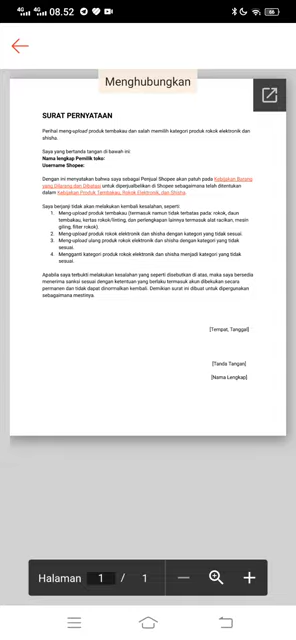 4G 4G 08.52
56
Menghubungkan
SURAT PERNYATAAN
Perihal meng-upload produk tembakau dan salah memilih kategori produk rokok elektronik dan
shisha.
Saya yang bertanda tangan di bawah ini:
Nama lengkap Pemilik toko:
Username Shopee:
Dengan ini menyatakan bahwa saya sebagai Penjual Shopee akan patuh pada Kebijakan Barang
yang Dilarang dan Dibatasi untuk diperjualbelikan di Shopee sebagaimana telah ditentukan
dalam Kebijakan Produk Tembakau, Rokok Elektronik, dan Shisha
Saya berjanji tidak akan melakukan kembali kesalahan, seperti:
1. Meng-upload produk tembakau (termasuk namun tidak terbatas pada: rokok, daun
tembakau, kertas rokok/linting, dan perlengkapan lainnya termasuk alat racikan, mesin
giling, filter rokok).
2. Meng-upload produk rokok elektronik dan shisha dengan kategori yang tidak sesuai.
3. Meng-upload ulang produk rokok elektronik dan shisha dengan kategori yang tidak
sesuai.
4. Mengganti kategori produk rokok elektronik dan shisha menjadi kategori yang tidak
sesuai.
Apabila saya terbukti melakukan kesalahan yang seperti disebutkan di atas, maka saya bersedia
menerima sanksi sesuai dengan ketentuan yang berlaku termasuk akun dibekukan secara
permanen dan tidak dapat dinormalkan kembali. Demikian surat ini dibuat untuk dipergunakan
sebagaimana mestinya.
[Tempat, Tanggal]
[Tanda Tangan]
[Nama Lengkap]
Halaman 1 / 1